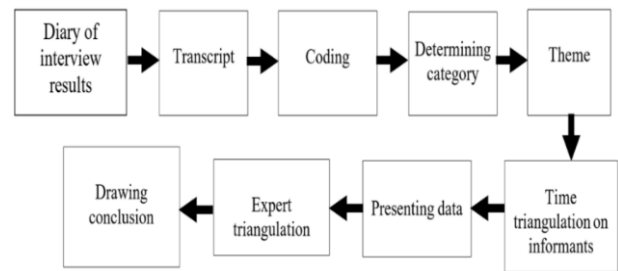 Diary of
interview
results
Transcript
Coding
Determining
category
Theme
Time
triangulation on
informants
Presenting data
Expert
triangulation
Drawing
conclusion